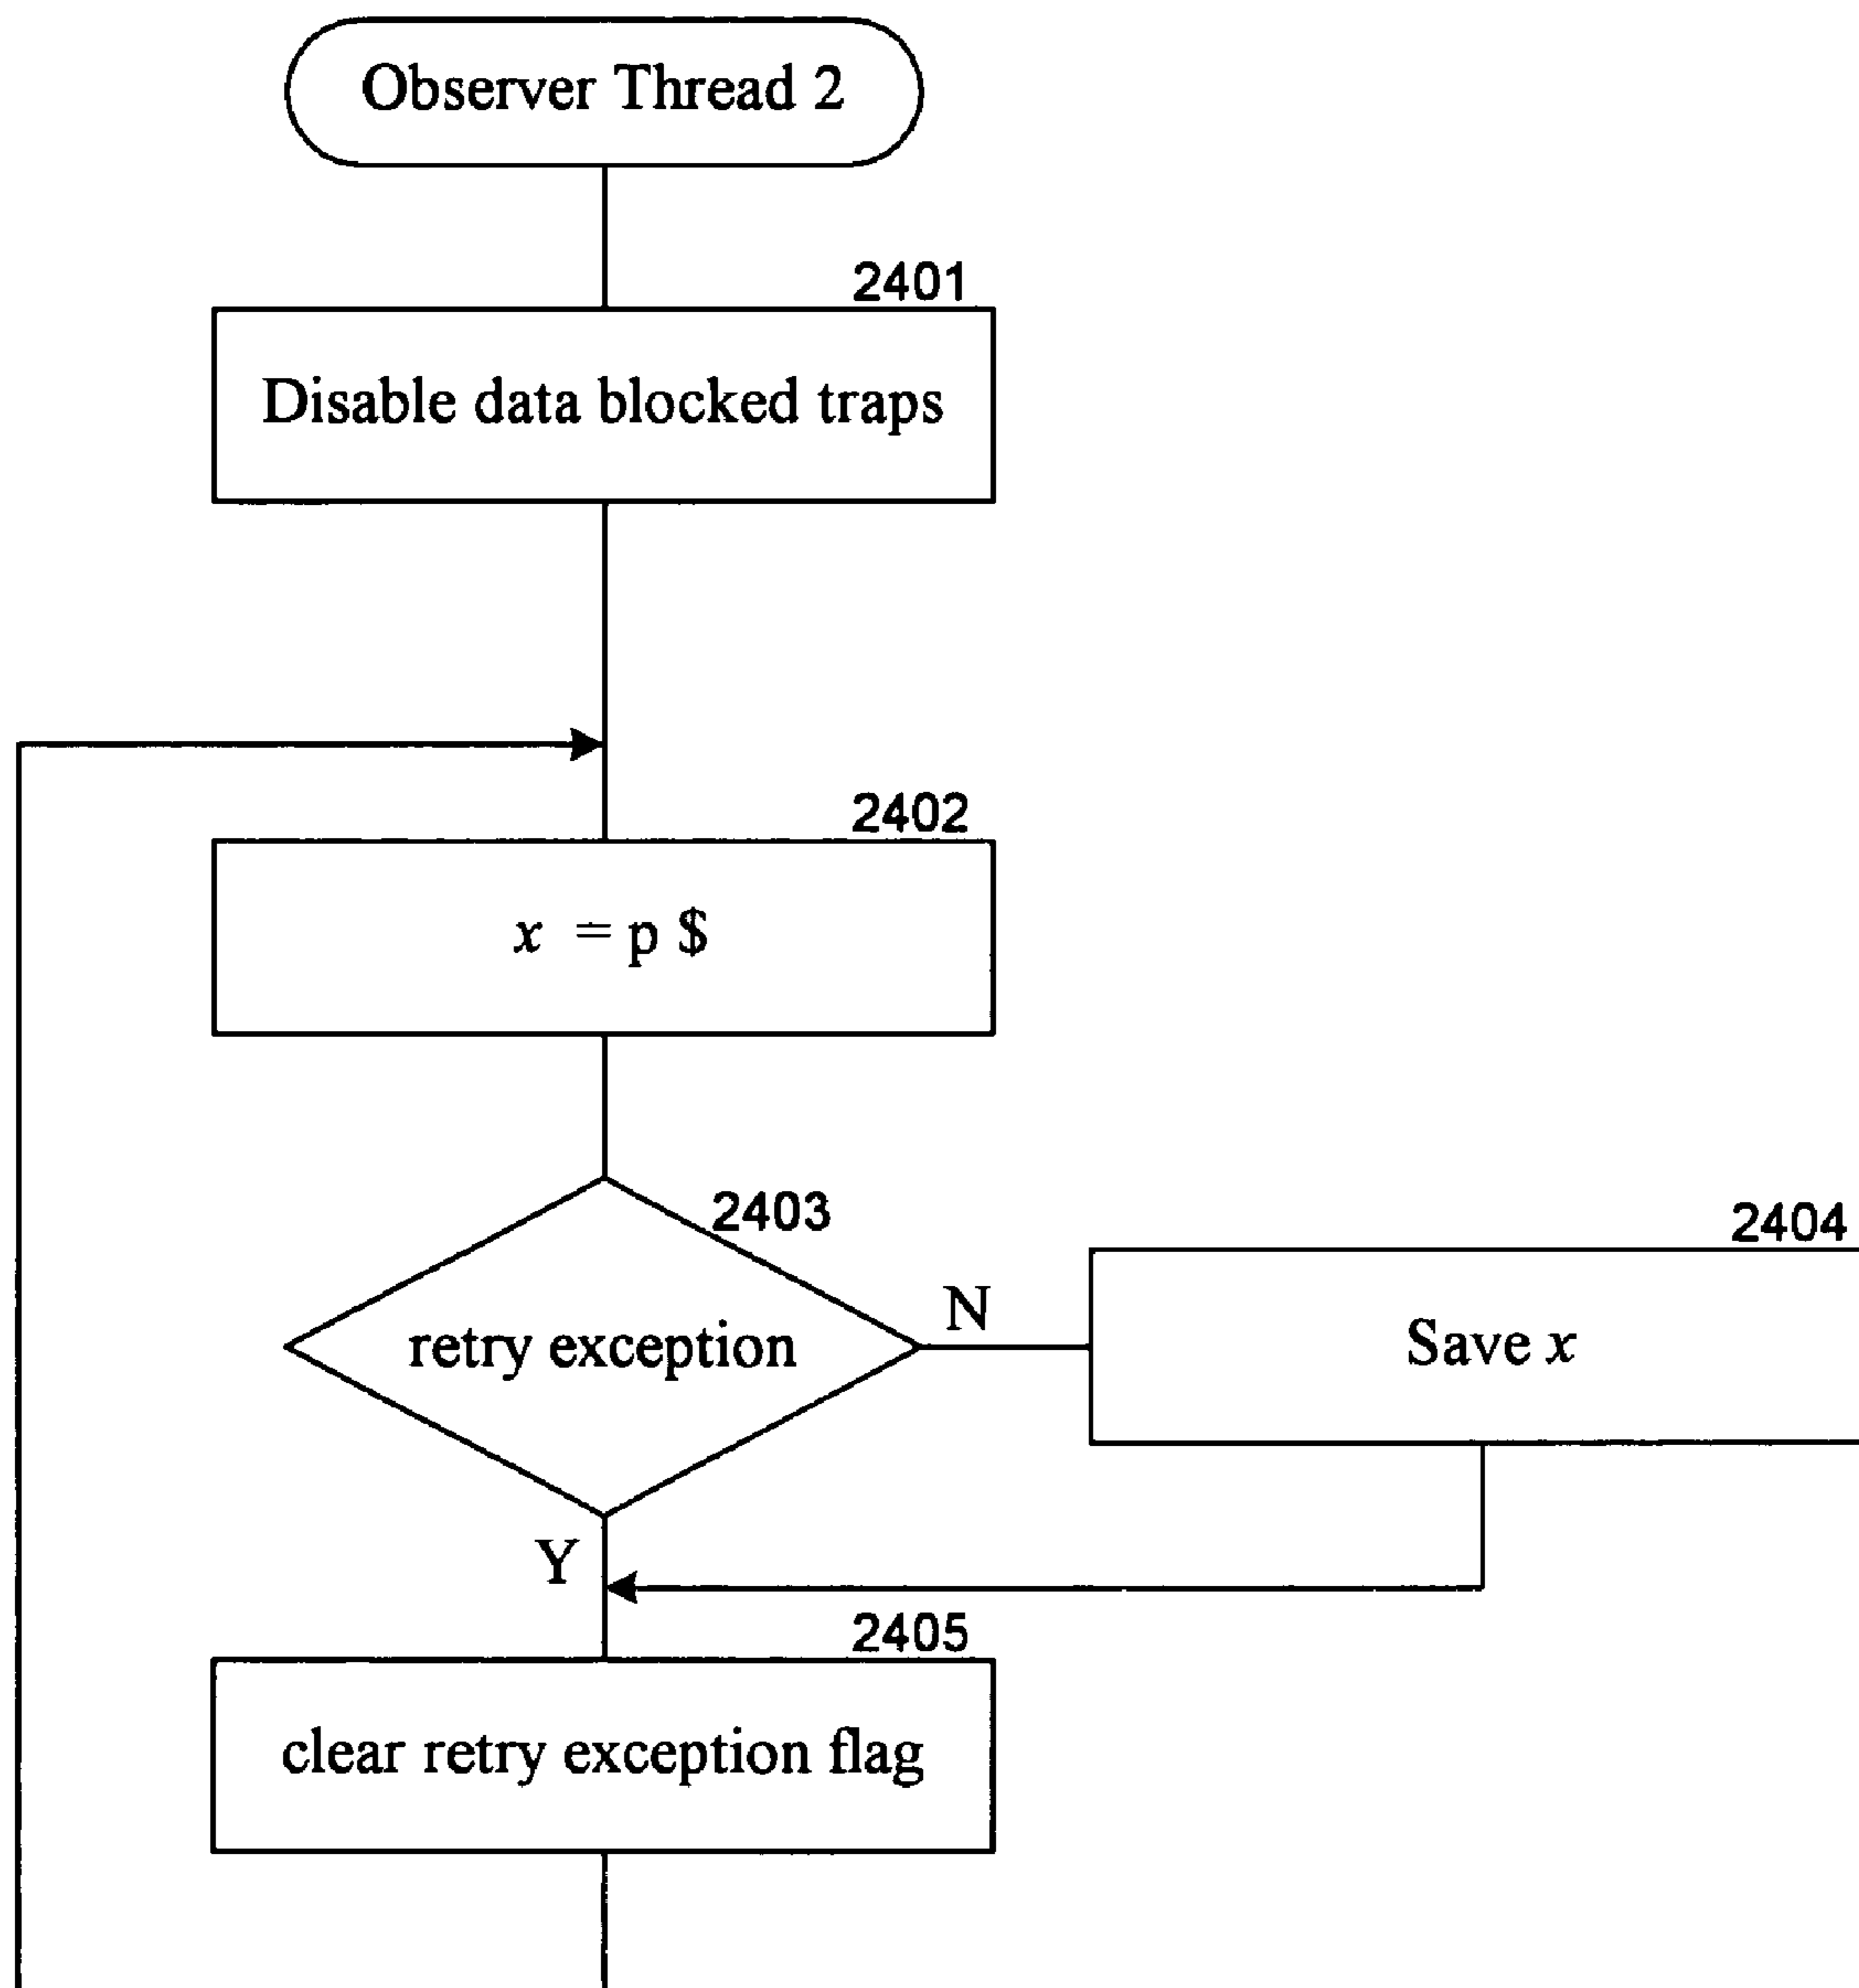 Observer Thread 2
2401
Disable data blocked traps
2402
x = p $
2403
retry exception
N
2404
Save x
Y
2405
clear retry exception flag